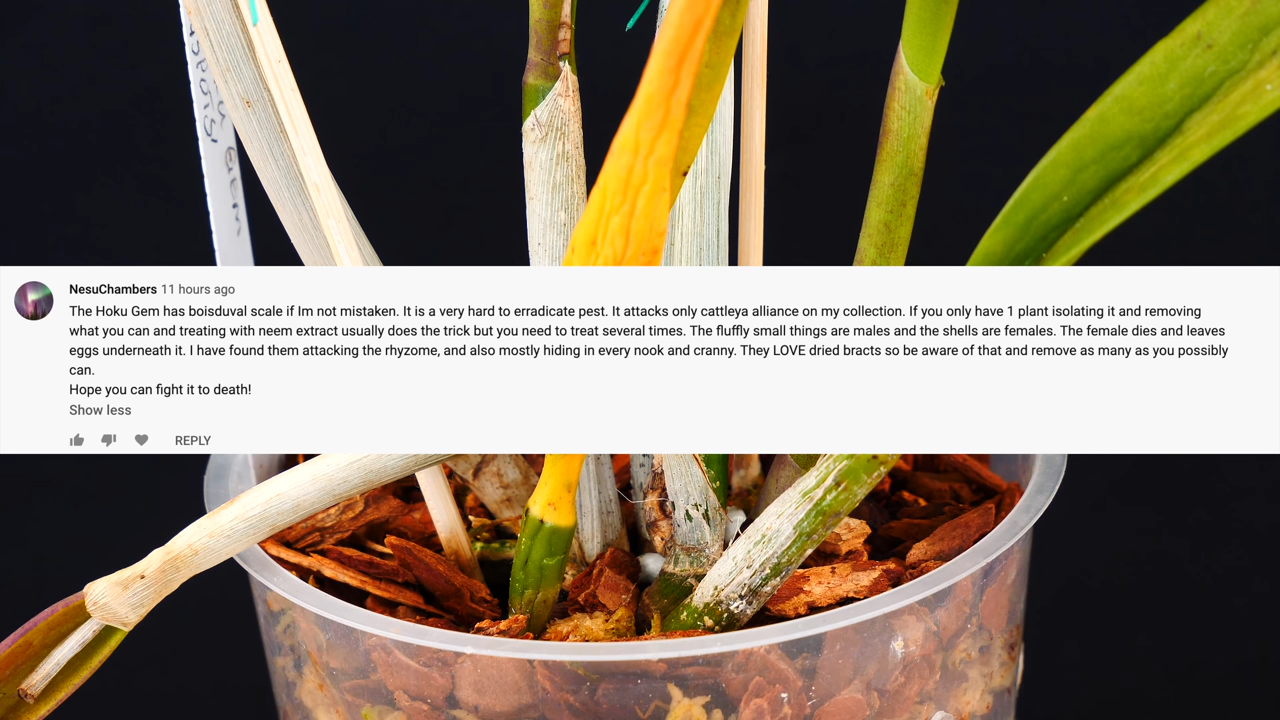 GEM
NesuChambers 11 hours ago
The Hoku Gem has boisduval scale if Im not mistaken. It is a very hard to erradicate pest. It attacks only cattleya alliance on my collection. If you only have 1 plant isolating it and removing
what you can and treating with neem extract usually does the trick but you need to treat several times. The fluffly small things are males and the shells are females. The female dies and leaves
eggs underneath it. I have found them attacking the rhyzome, and also mostly hiding in every nook and cranny. They LOVE dried bracts so be aware of that and remove as many as you possibly
can.
Hope you can fight it to death!
Show less
REPLY